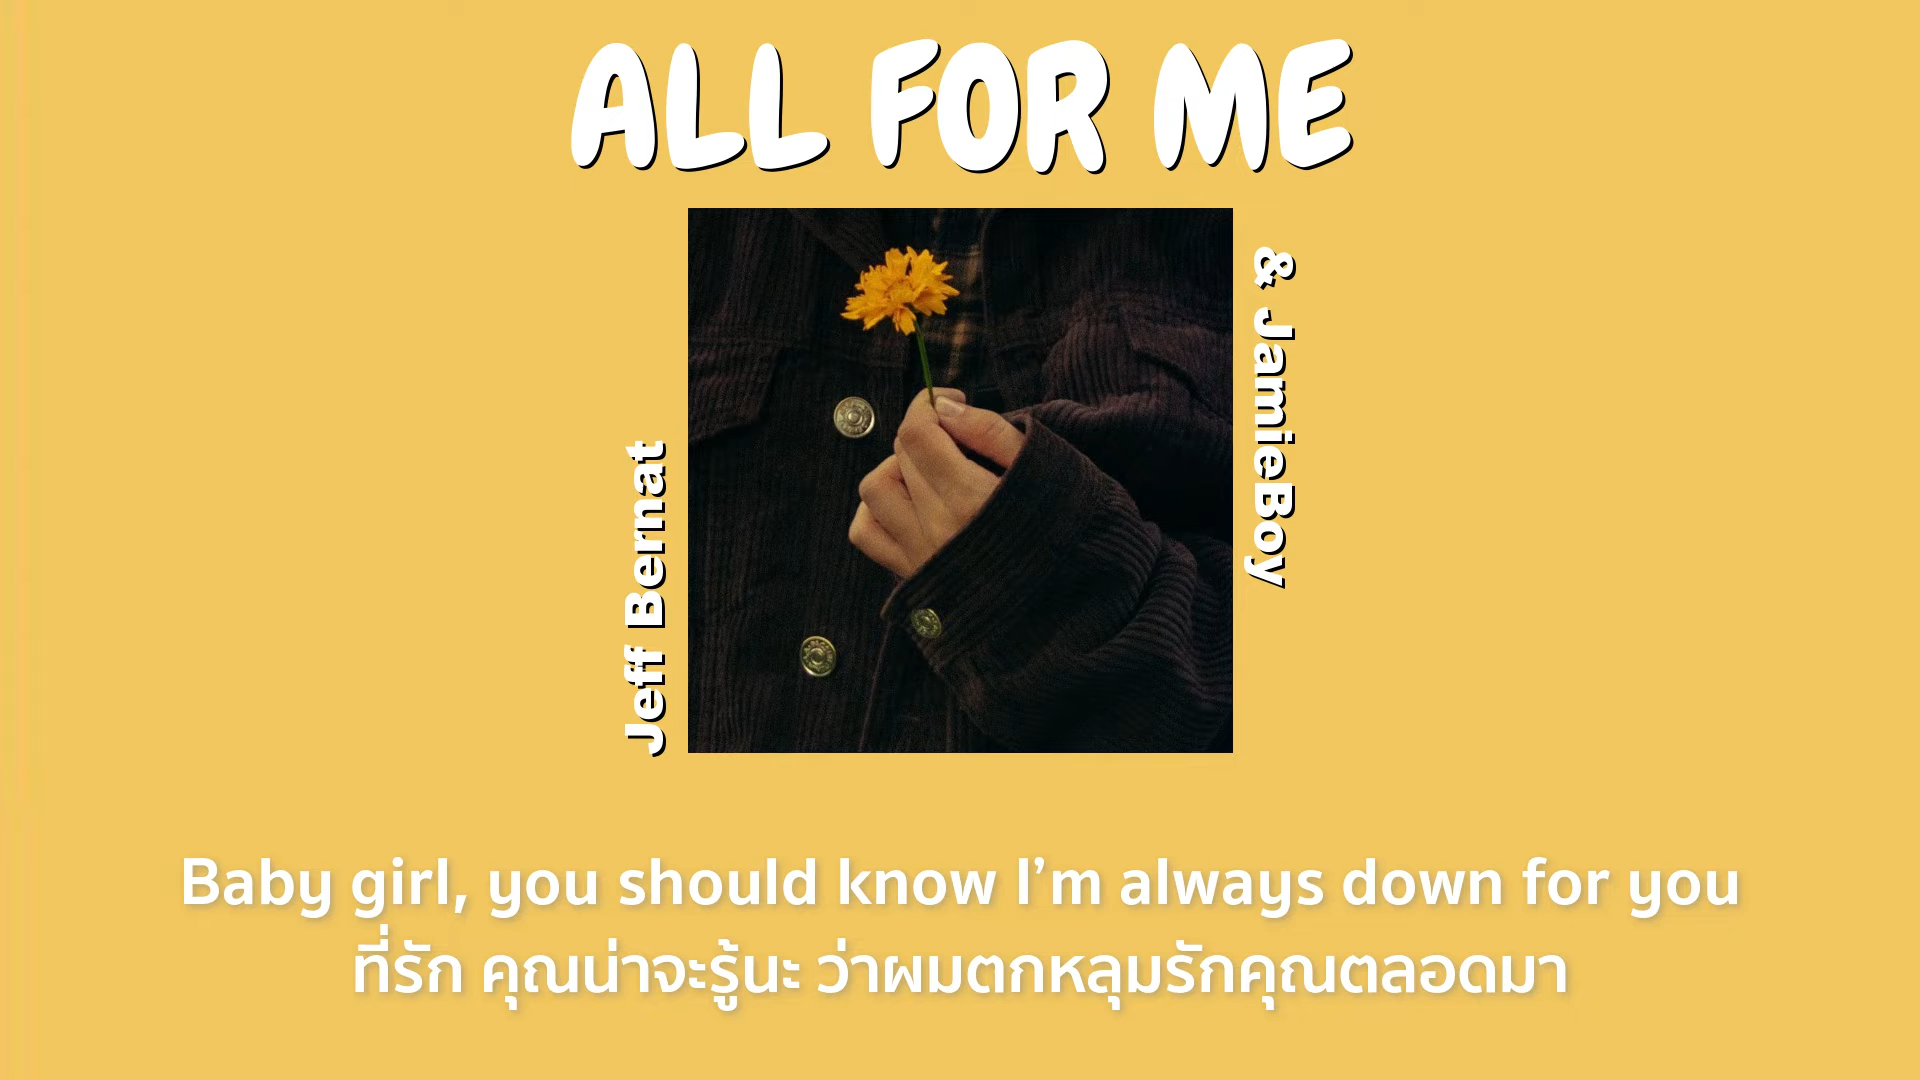 ALL FOR ME
Jeff Bernat
& JamieBoy
Baby girl, you should know I’m always down for you
ที่รัก คุณน่าจะรู้นะ ว่าผมตกหลุมรักคุณตลอดมา